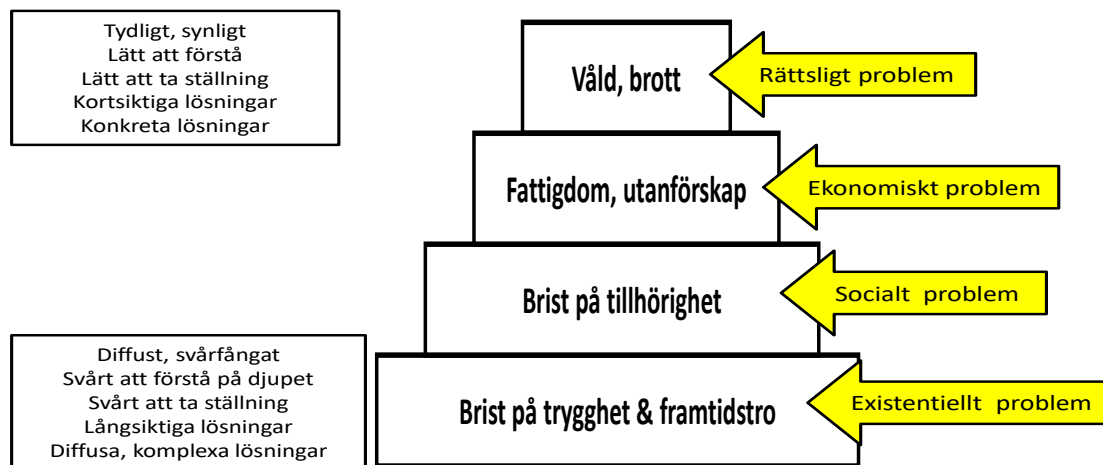 Tydligt, synligt
Lätt att förstå
Lätt att ta ställning
Kortsiktiga lösningar
Konkreta lösningar
Våld, brott
Rättsligt problem
Fattigdom, utanförskap
Ekonomiskt problem
Brist på tillhörighet
Socialt problem
Diffust, svårfångat
Svårt att förstå på djupet
Svårt att ta ställning
Långsiktiga lösningar
Diffusa, komplexa lösningar
Brist på trygghet & framtidstro
Existentiellt problem